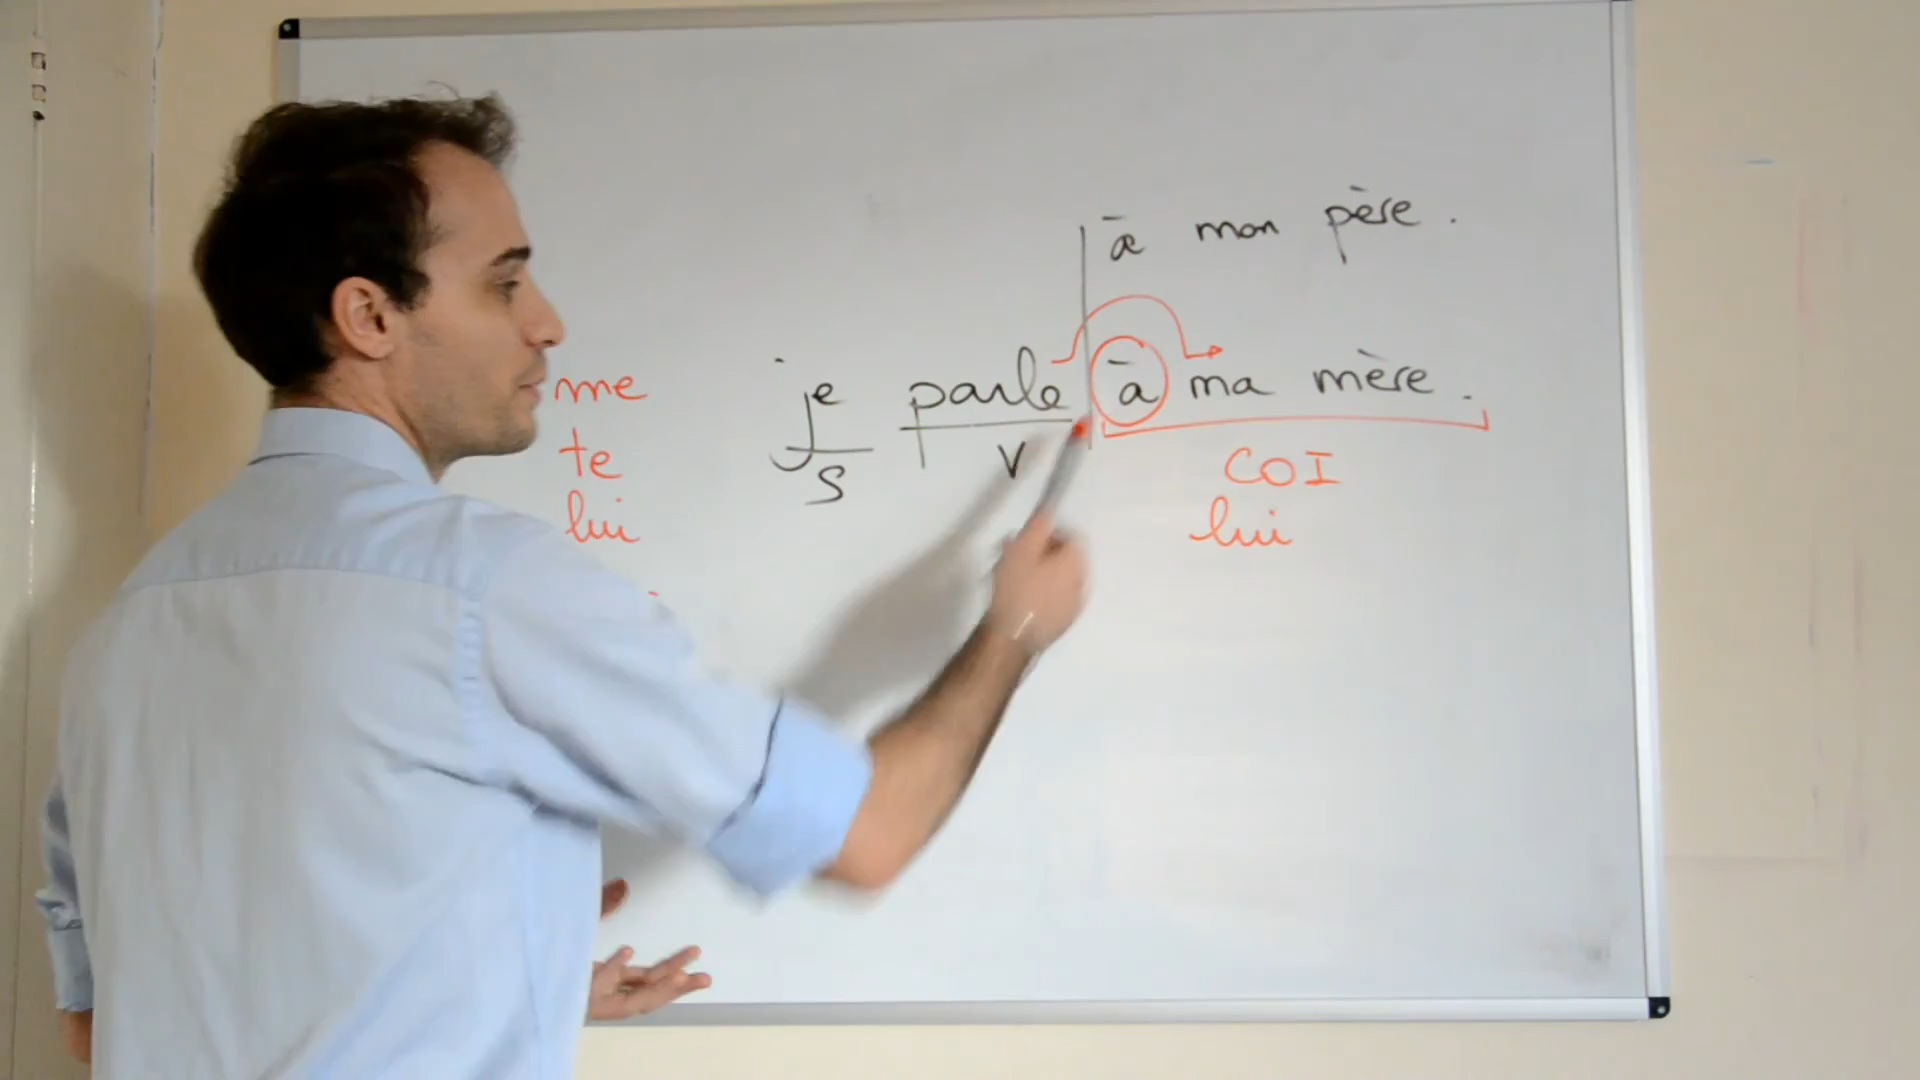 à mon père.
me
je parle à ma mère.
te
S V COI
lui
lui